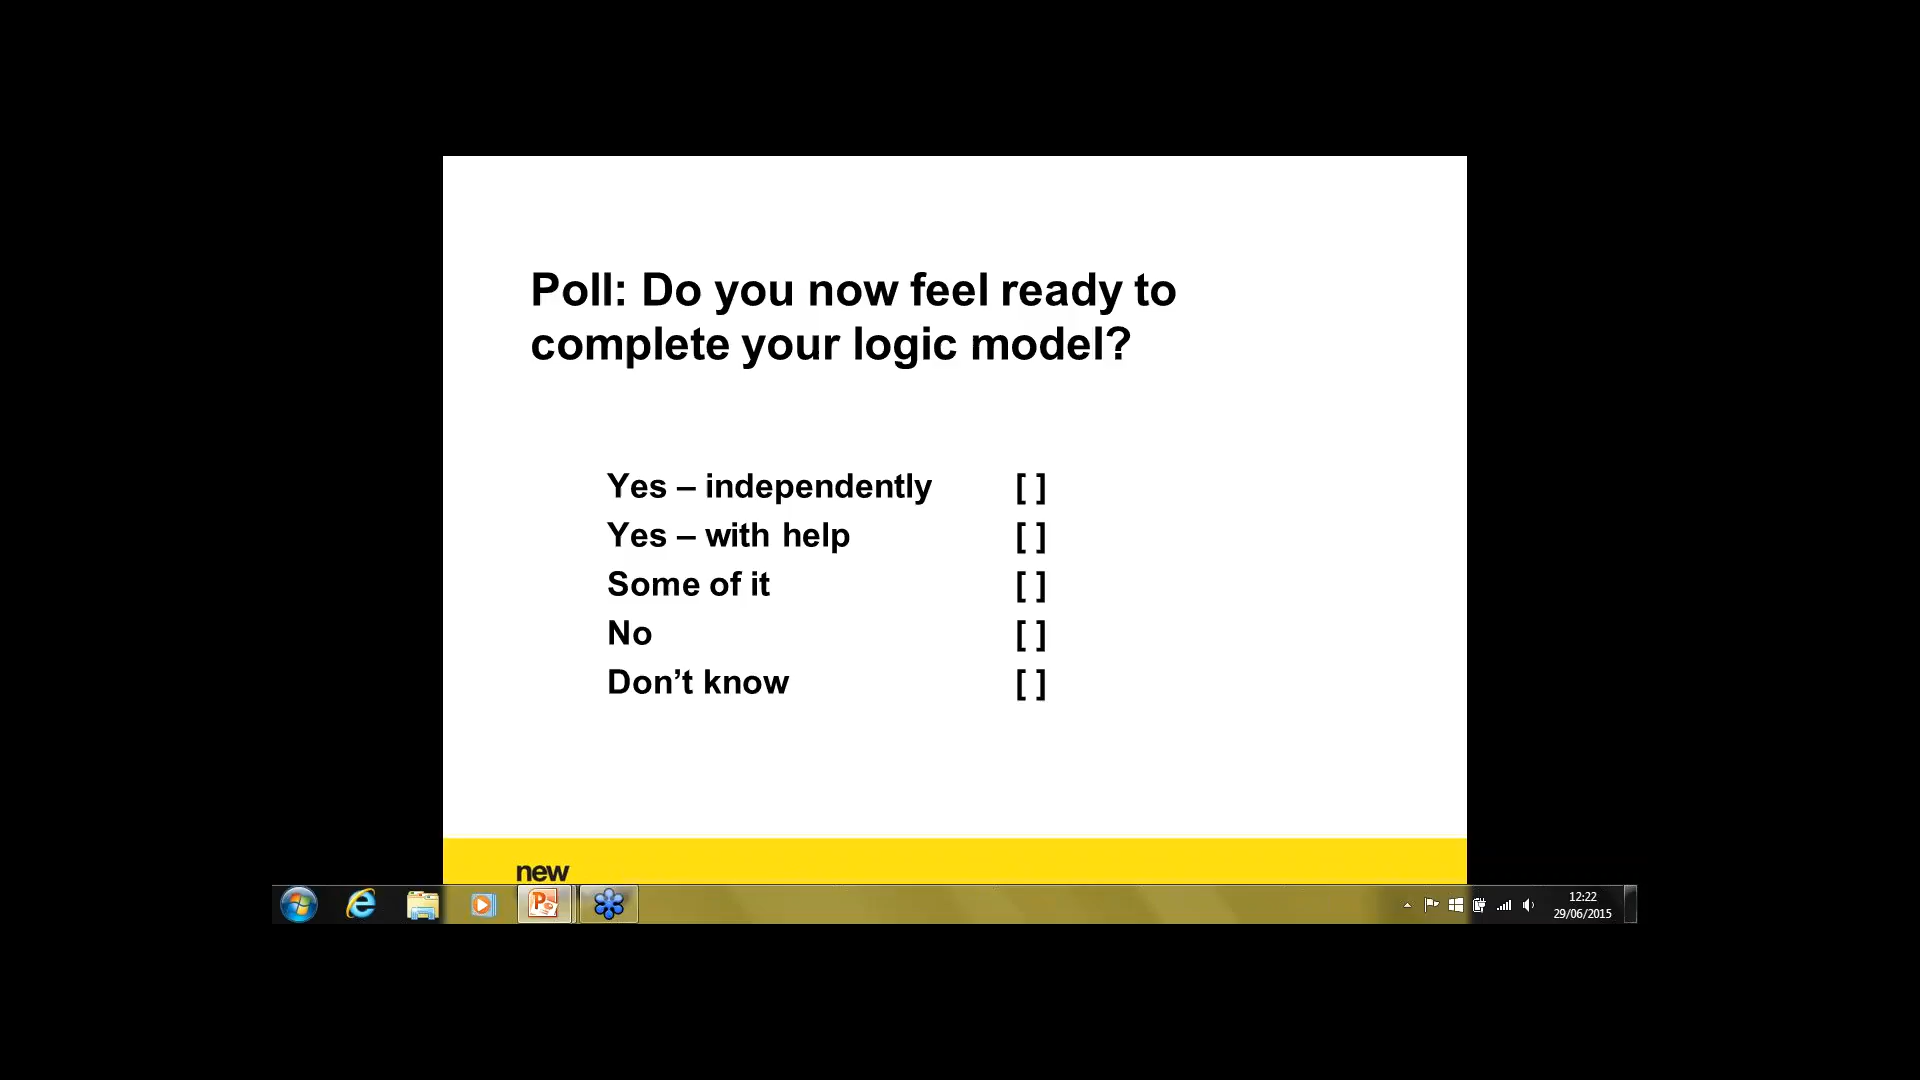 Poll: Do you now feel ready to
complete your logic model?
Yes – independently [ ]
Yes – with help [ ]
Some of it [ ]
No [ ]
Don’t know [ ]
new
12:22
29/06/2015